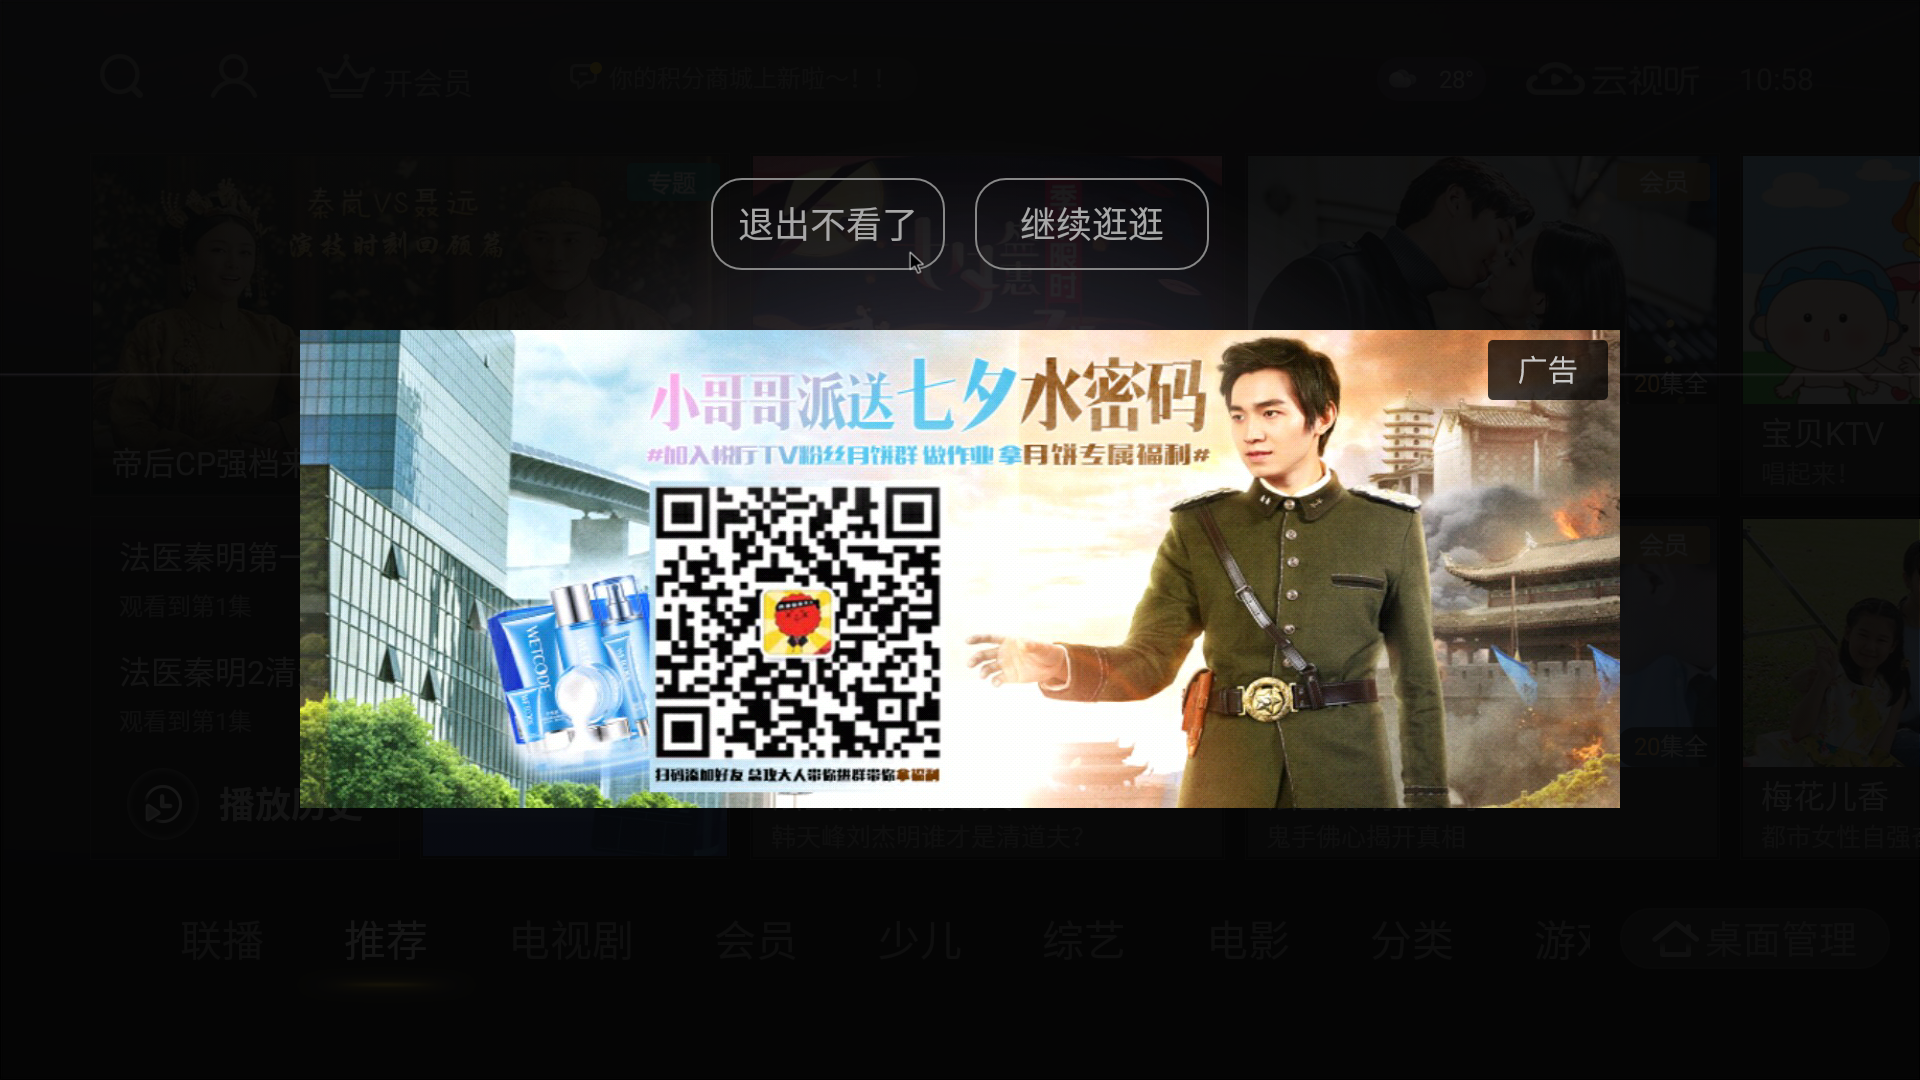 开会员
你的积分商城上新啦~！！
28°
云视听
10:58
秦岚VS聂远
演技时刻回顾篇
专题
会员
退出不看了
继续逛逛
广告
小哥哥派送七夕水密码
#加入悦厅TV粉丝月饼群 做作业 拿月饼专属福利#
WETCODE
扫码添加好友 总攻大人带你进群带你拿福利
20集全
宝贝KTV
唱起来!
帝后CP强档来
法医秦明第一
观看到第1集
法医秦明2清
观看到第1集
播放历史
会员
20集全
韩天峰刘杰明谁才是清道夫?
鬼手佛心揭开真相
梅花儿香
都市女性自强
联播
推荐
电视剧
会员
少儿
综艺
电影
分类
游戏
桌面管理